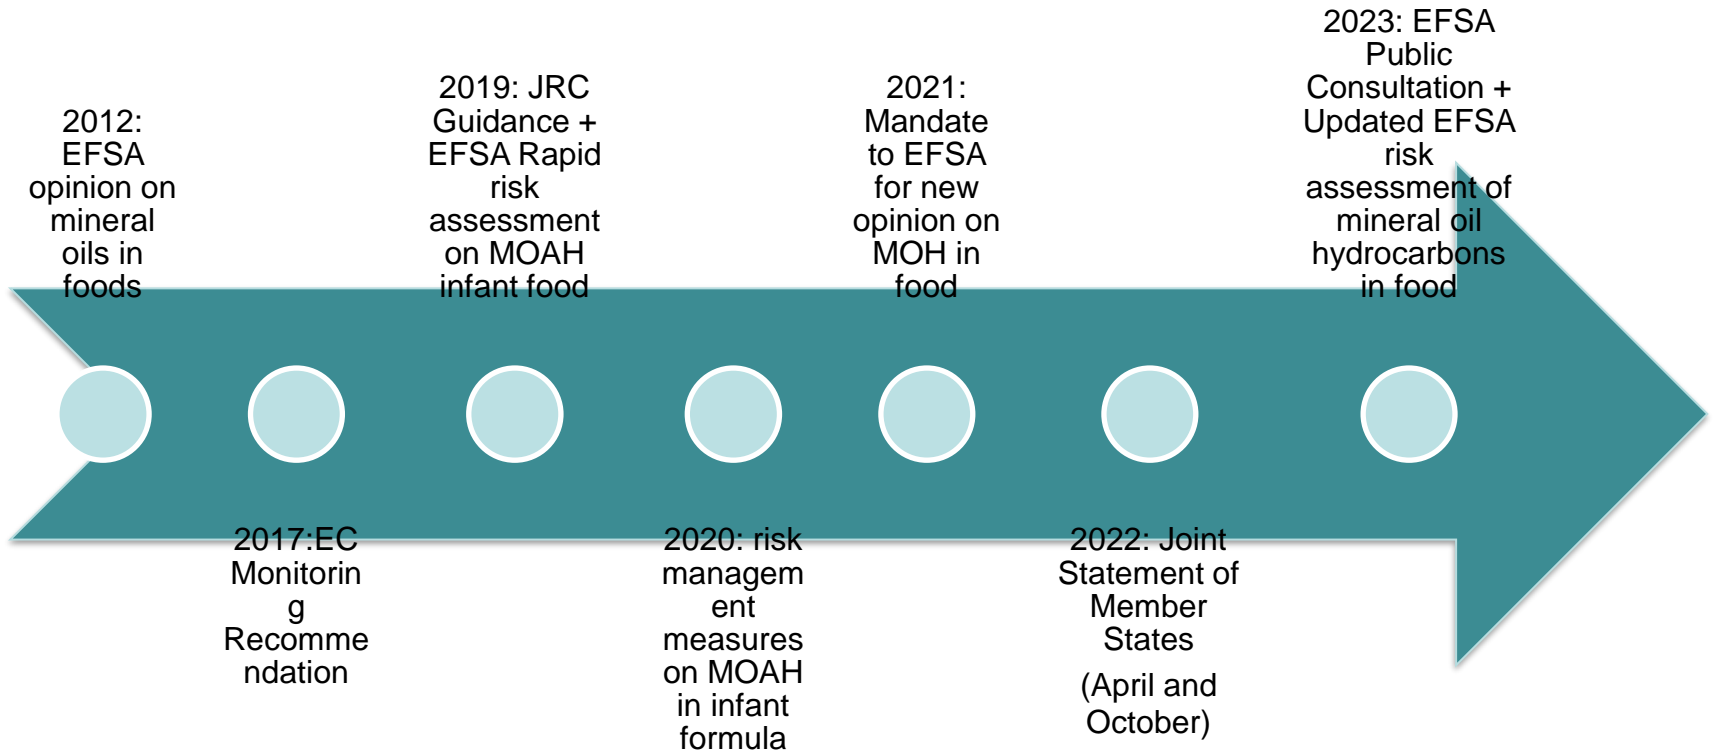 2012:
EFSA
opinion on
mineral
oils in
foods
2017:EC
Monitorin
g
Recomme
ndation
2019: JRC
Guidance +
EFSA Rapid
risk
assessment
on MOAH
infant food
2020: risk
managem
ent
measures
on MOAH
in infant
formula
2021:
Mandate
to EFSA
for new
opinion on
MOH in
food
2022: Joint
Statement of
Member
States
(April and
October)
2023: EFSA
Public
Consultation +
Updated EFSA
risk
assessment of
mineral oil
hydrocarbons
in food